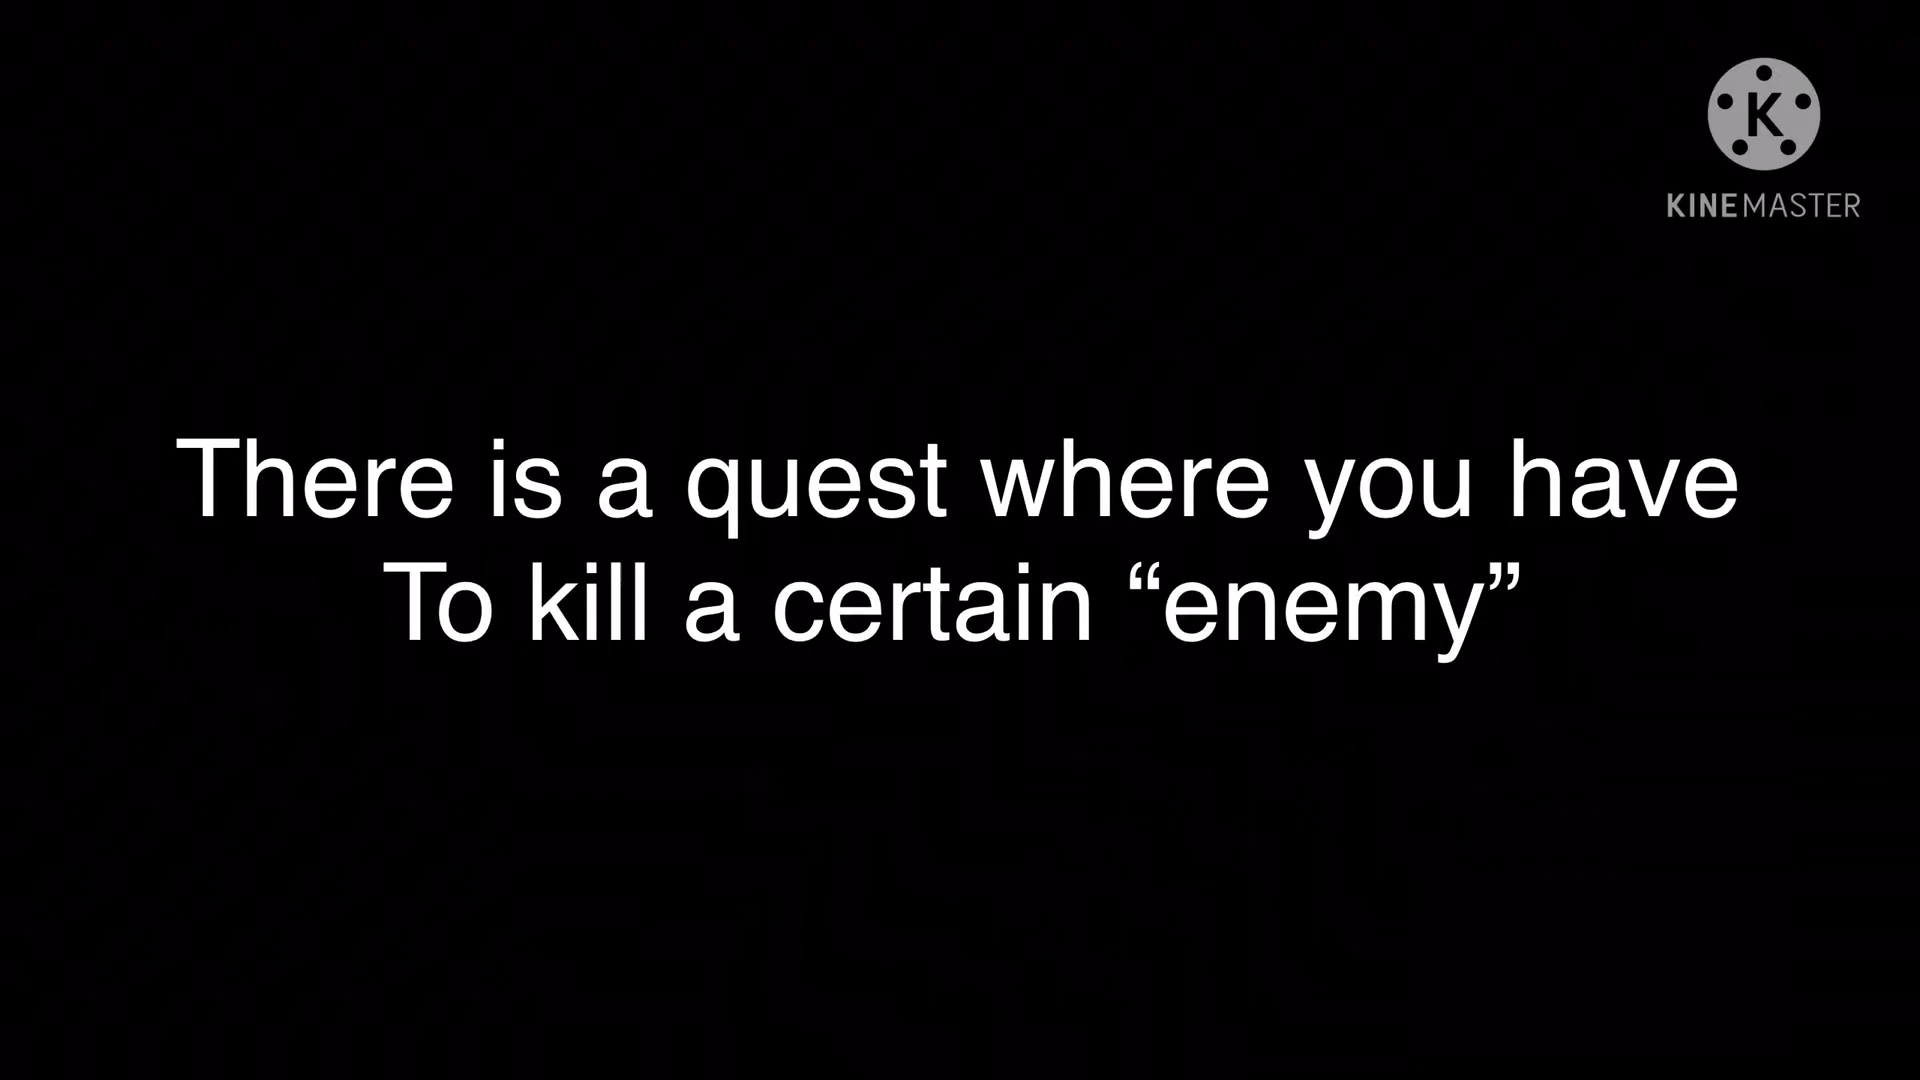 K
KINEMASTER
There is a quest where you have
To kill a certain “enemy”